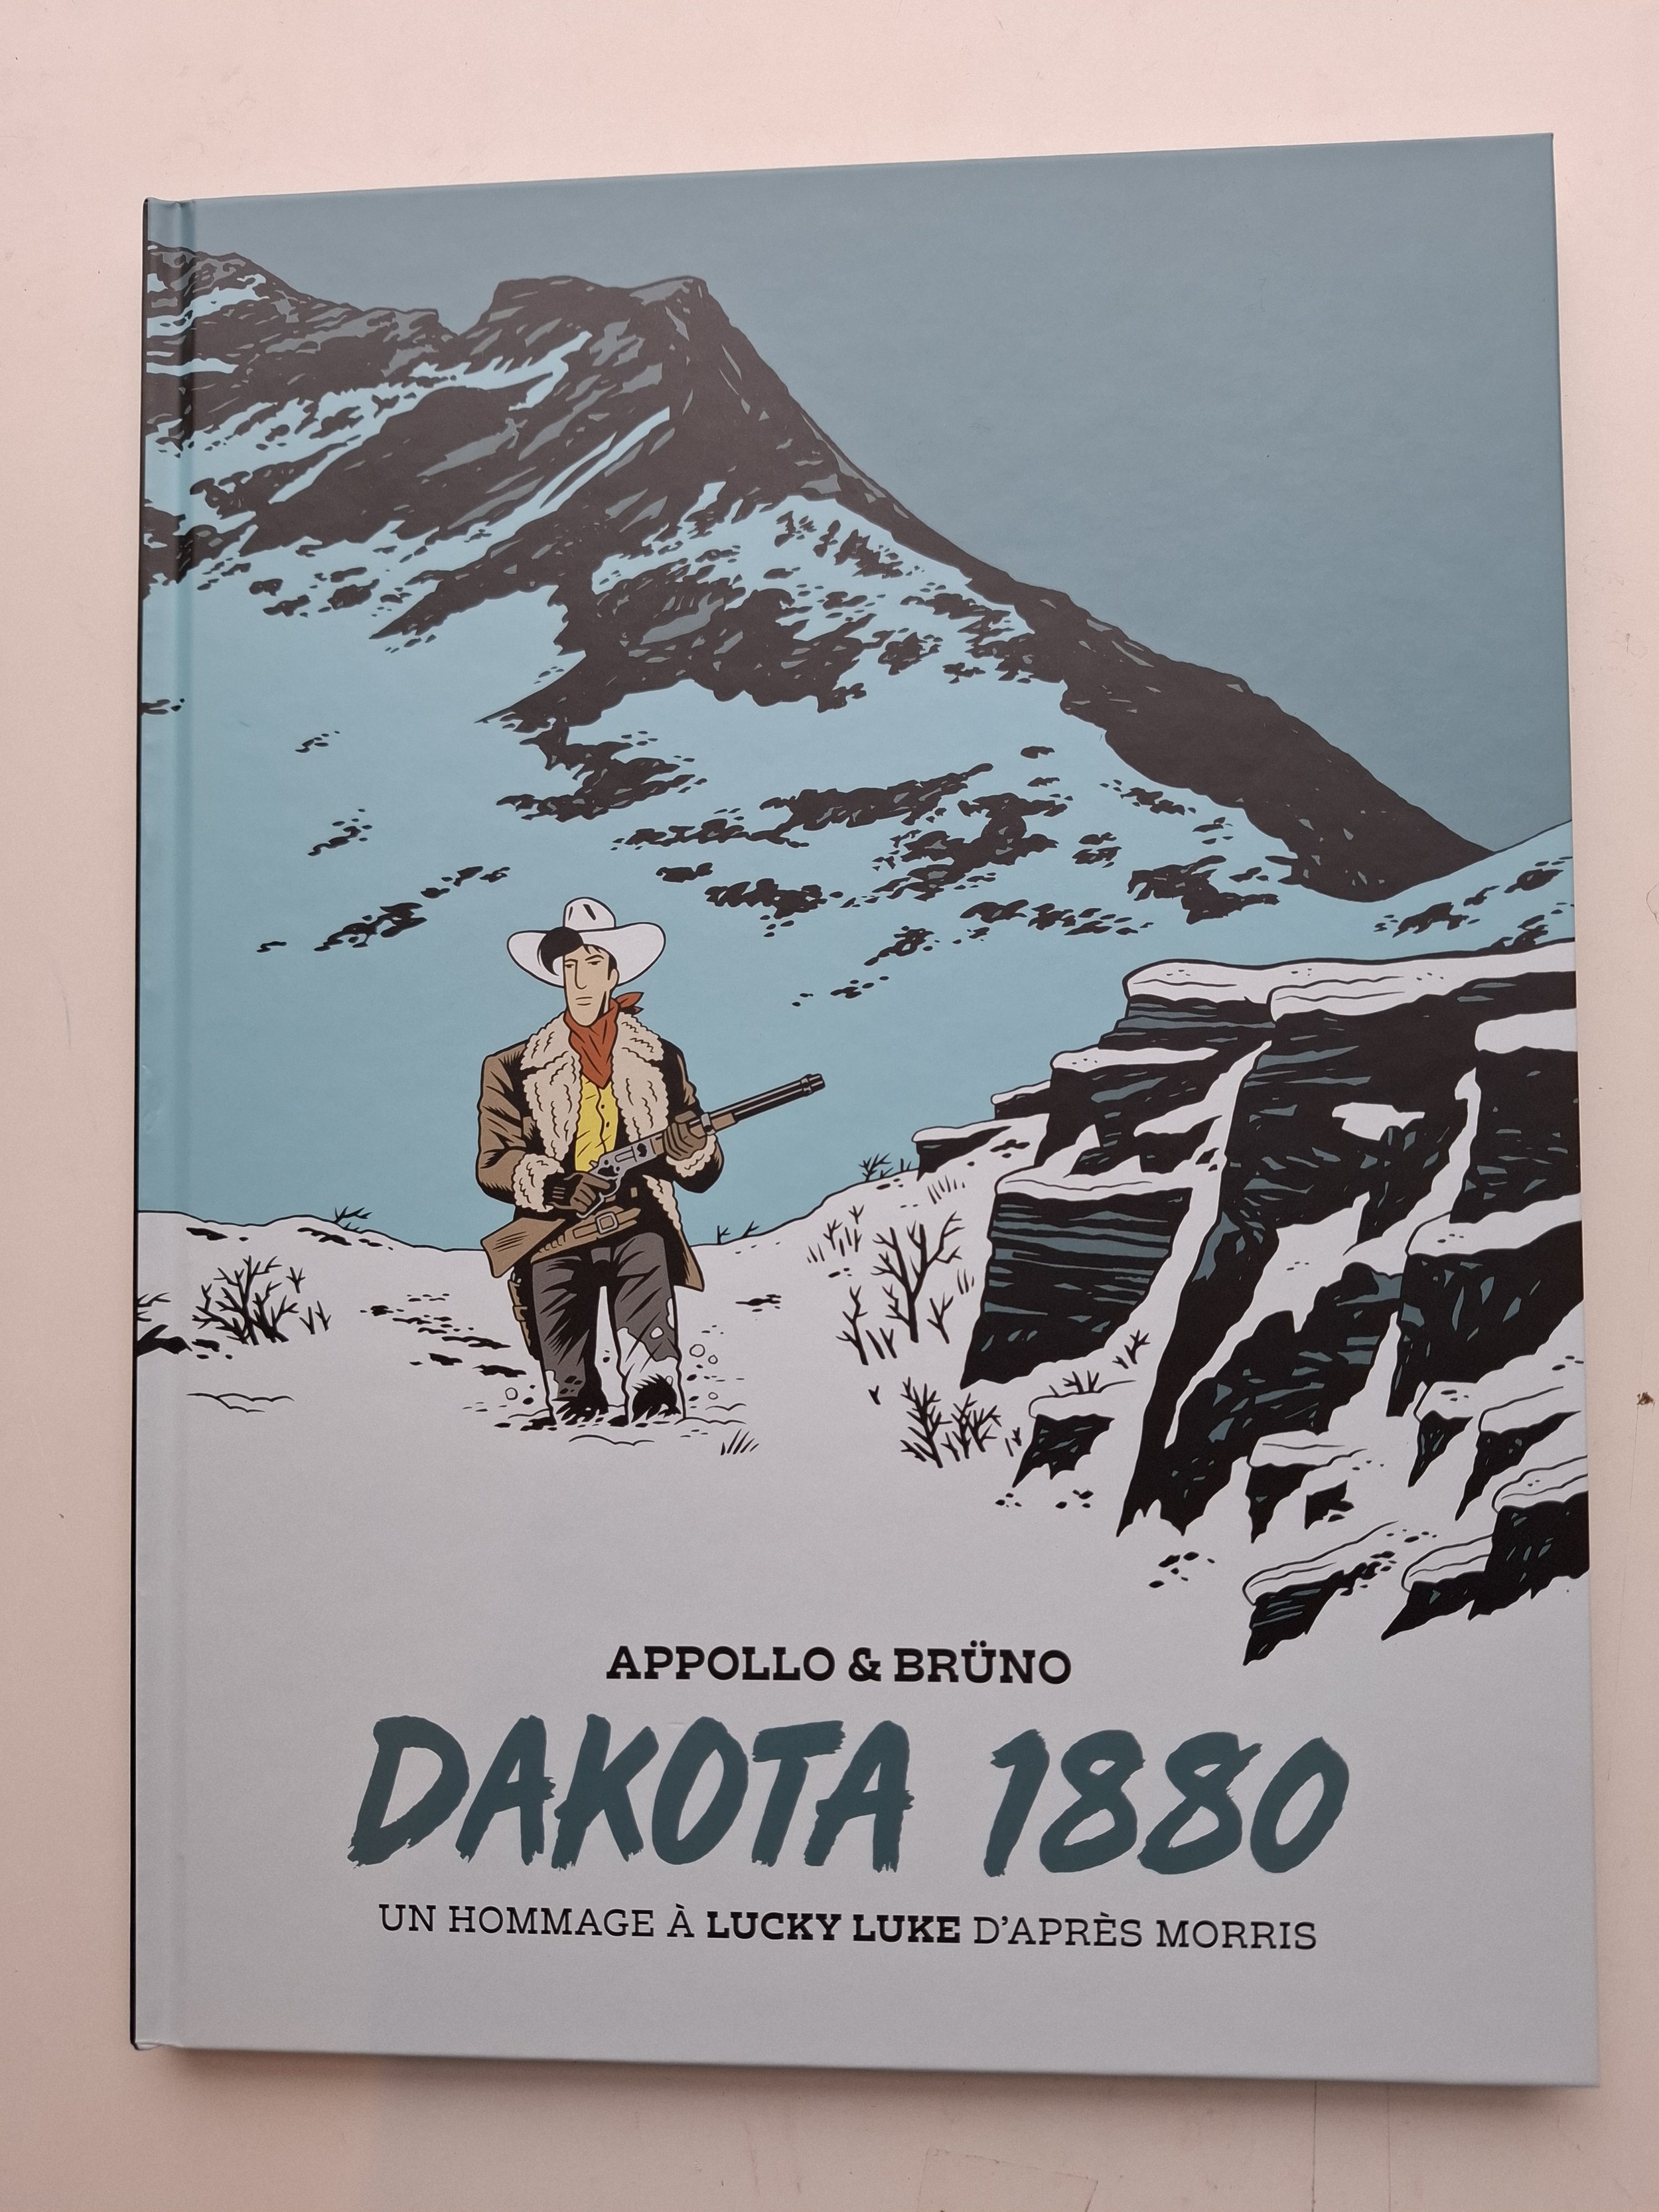 APPOLLO & BRÜNO
DAKOTA 1880
UN HOMMAGE À LUCKY LUKE D'APRÈS MORRIS